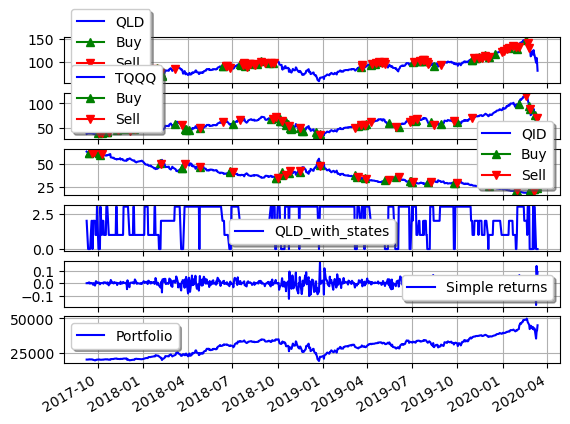 QLD
Buy
Sell
150
100
TQQQ
Buy
Sell
100
50
QID
Buy
Sell
50
25
2.5
0.0
QLD_with_states
0.1
0.0
−0.1
Simple returns
50000
25000
Portfolio
2017-10
2018-01
2018-04
2018-07
2018-10
2019-01
2019-04
2019-07
2019-10
2020-01
2020-04